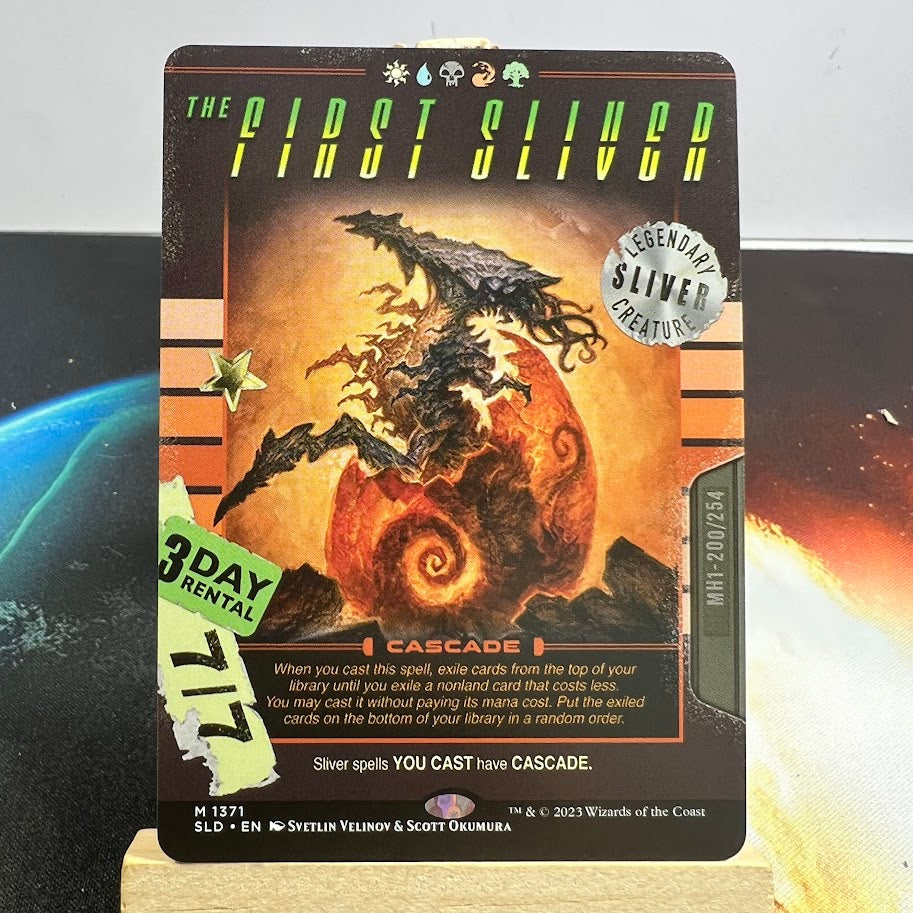 THE FIRST SLIVER
LEGENDARY
SLIVER
CREATURE
MH1-200/254
3 DAY
RENTAL
717
CASCADE
When you cast this spell, exile cards from the top of your
library until you exile a nonland card that costs less.
You may cast it without paying its mana cost. Put the exiled
cards on the bottom of your library in a random order.
Sliver spells YOU CAST have CASCADE.
M 1371
SLD • EN SVETLIN VELINOV & SCOTT OKUMURA
™ & © 2023 Wizards of the Coast